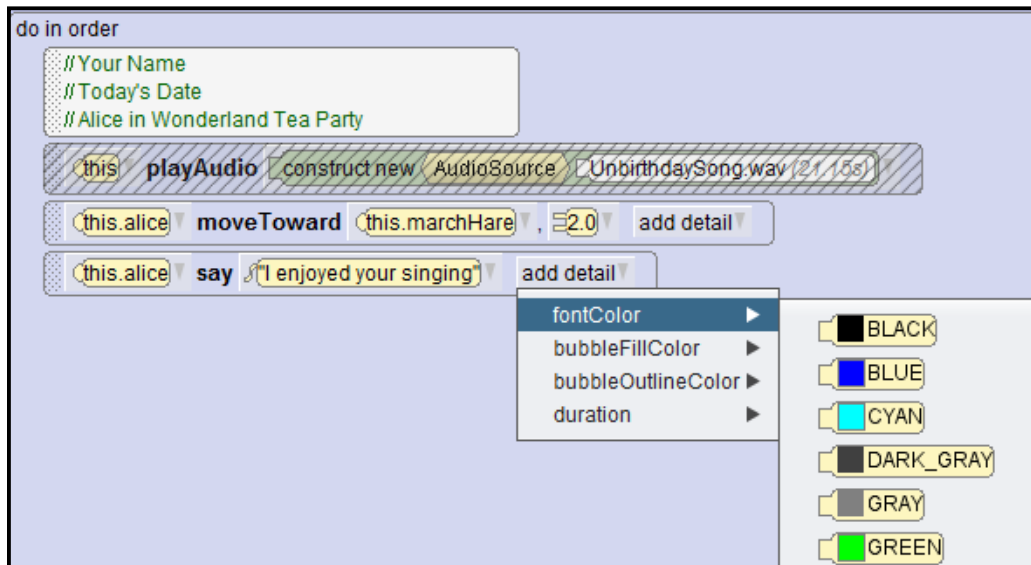 do in order
//Your Name
//Today's Date
//Alice in Wonderland Tea Party
this playAudio construct new AudioSource UnbirthdaySong.wav (21.15s)
this.alice moveToward this.marchHare , 2.0 add detail
this.alice say "I enjoyed your singing" add detail
fontColor
bubbleFillColor
bubbleOutlineColor
duration
BLACK
BLUE
CYAN
DARK_GRAY
GRAY
GREEN